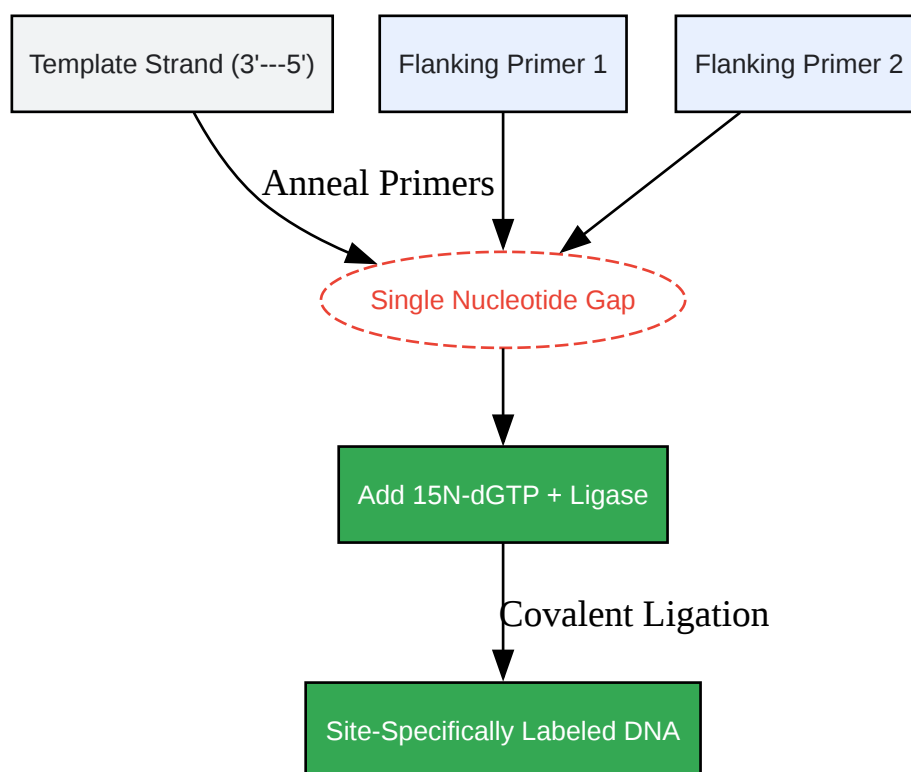 Template Strand (3'---5')
Flanking Primer 1
Flanking Primer 2
Anneal Primers
Single Nucleotide Gap
Add 15N-dGTP + Ligase
Covalent Ligation
Site-Specifically Labeled DNA